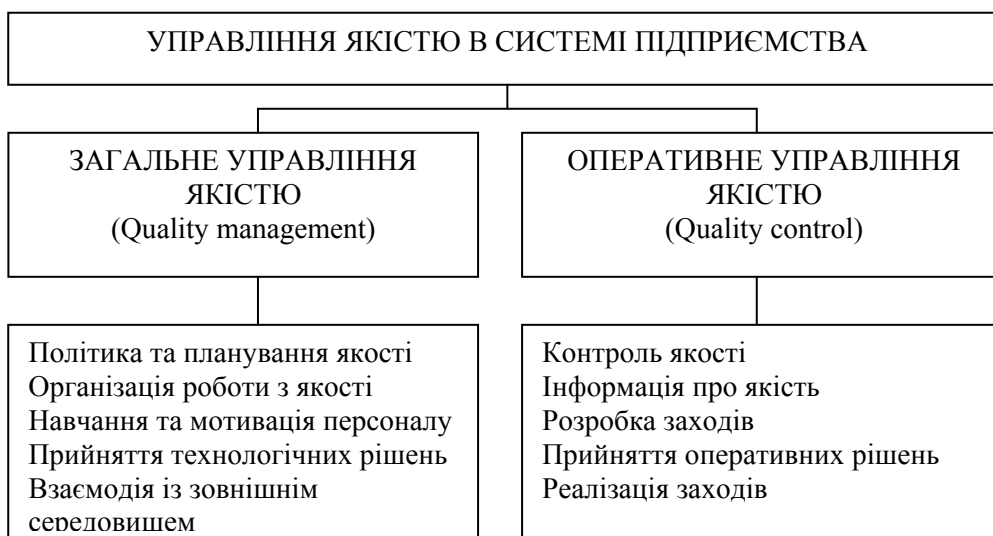 УПРАВЛІННЯ ЯКІСТЮ В СИСТЕМІ ПІДПРИЄМСТВА
ЗАГАЛЬНЕ УПРАВЛІННЯ
ЯКІСТЮ
(Quality management)
ОПЕРАТИВНЕ УПРАВЛІННЯ
ЯКІСТЮ
(Quality control)
Політика та планування якості
Організація роботи з якості
Навчання та мотивація персоналу
Прийняття технологічних рішень
Взаємодія із зовнішнім
середовишем
Контроль якості
Інформація про якість
Розробка заходів
Прийняття оперативних рішень
Реалізація заходів